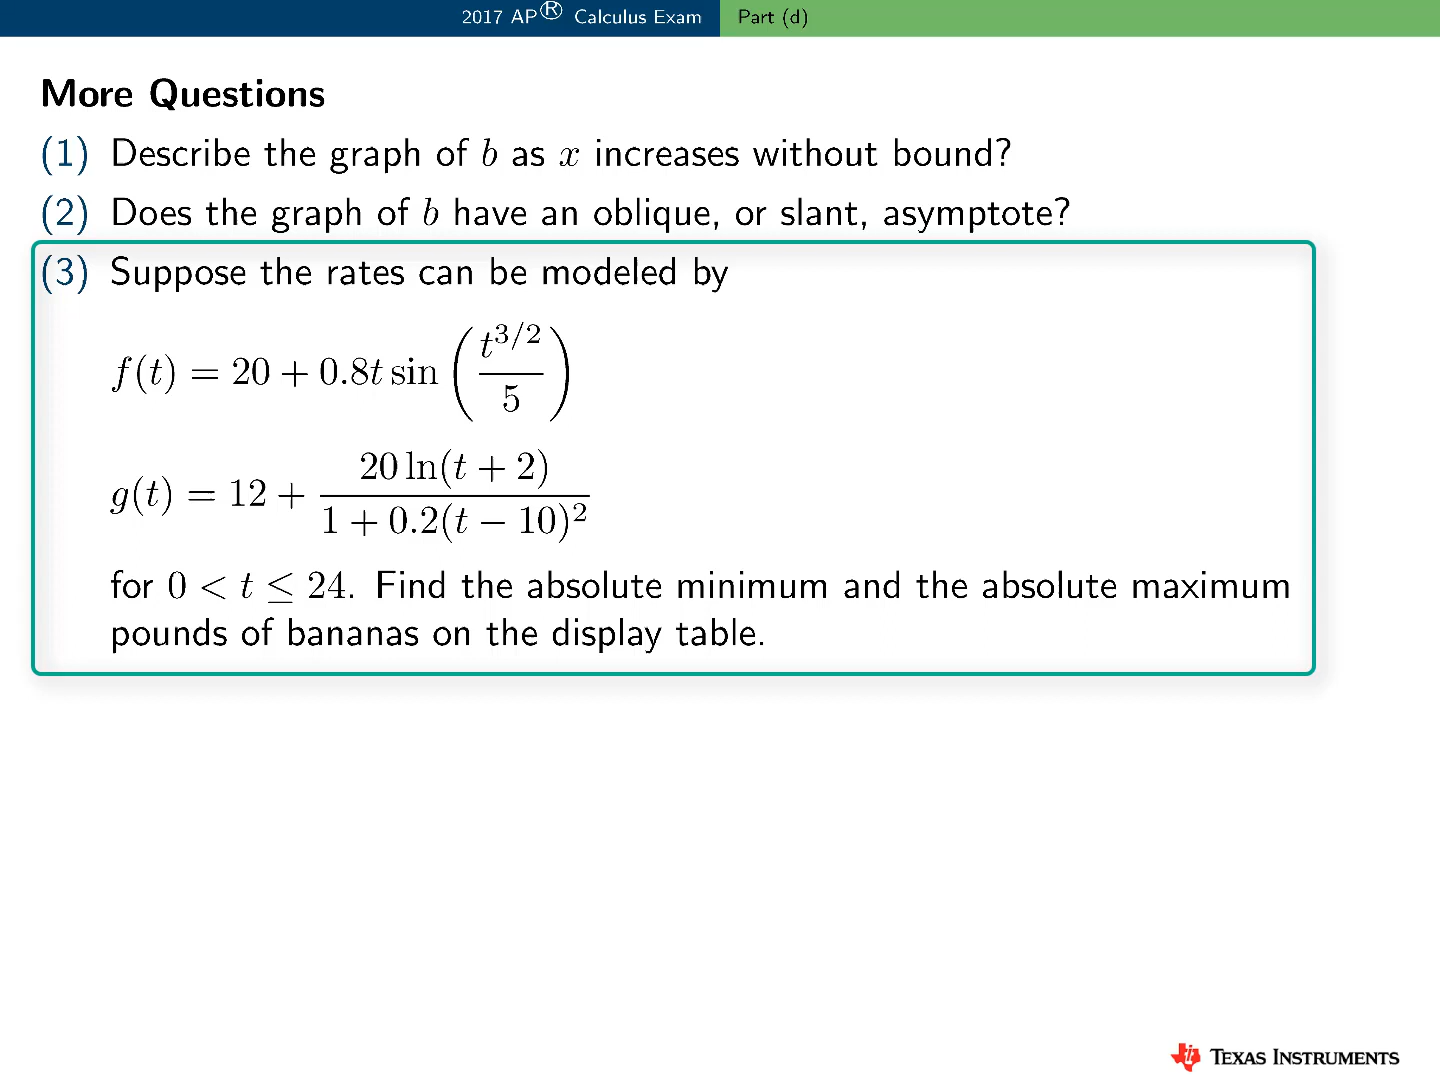 2017 AP® Calculus Exam Part (d)
More Questions
(1) Describe the graph of b as x increases without bound?
(2) Does the graph of b have an oblique, or slant, asymptote?
(3) Suppose the rates can be modeled by
f(t) = 20 + 0.8t sin(t^{3/2}/5)
g(t) = 12 + 20 ln(t + 2)/(1 + 0.2(t − 10)²)
for 0 < t ≤ 24. Find the absolute minimum and the absolute maximum
pounds of bananas on the display table.
TEXAS INSTRUMENTS